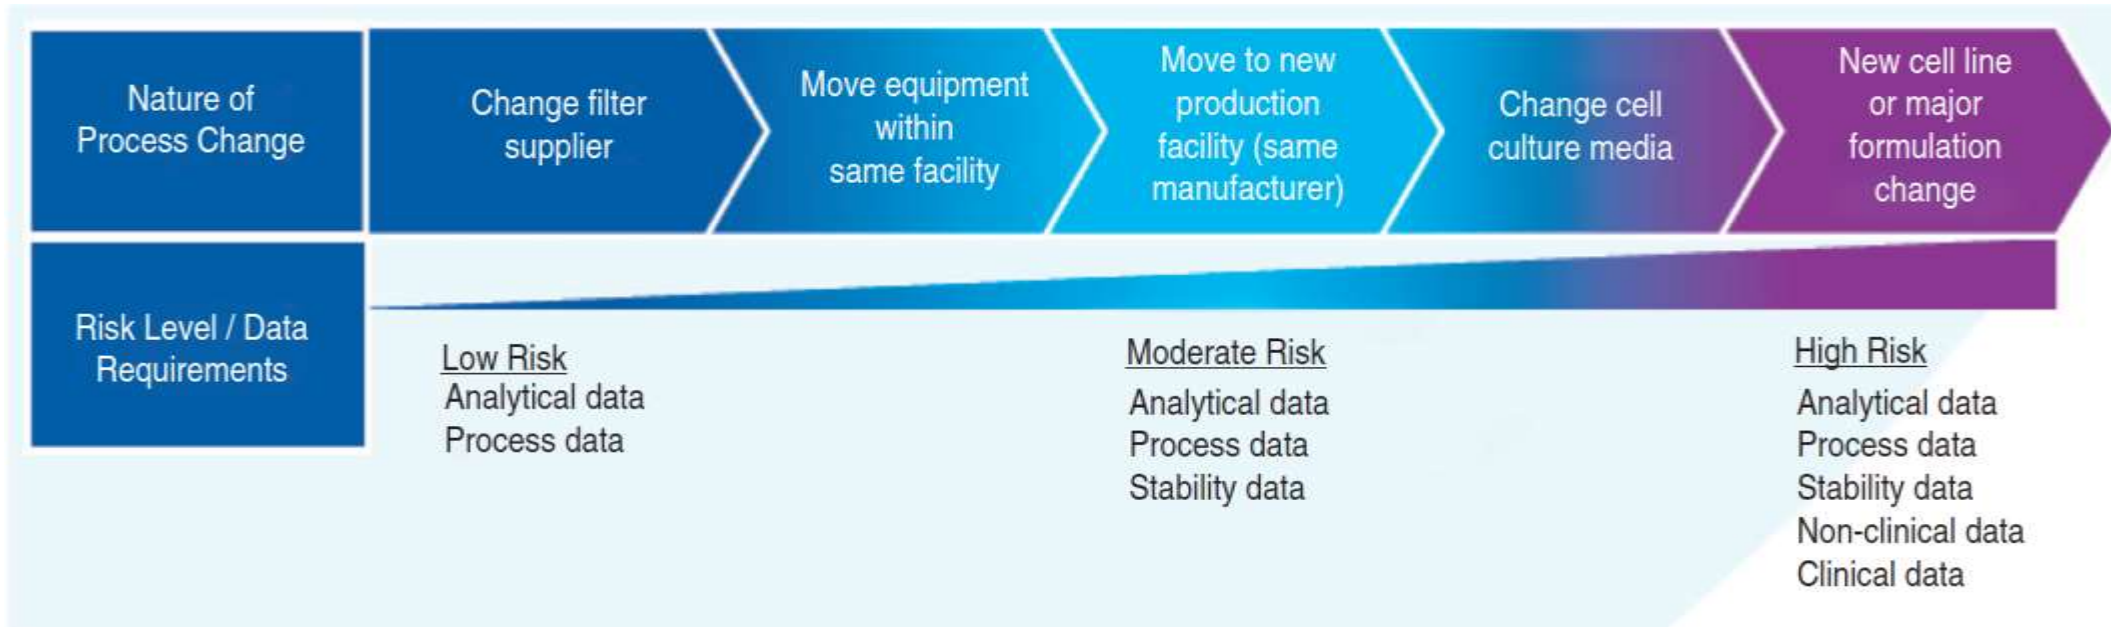 Nature of
Process Change
Change filter
supplier
Move equipment
within
same facility
Move to new
production
facility (same
manufacturer)
Change cell
culture media
New cell line
or major
formulation
change
Risk Level / Data
Requirements
Low Risk
Analytical data
Process data
Moderate Risk
Analytical data
Process data
Stability data
High Risk
Analytical data
Process data
Stability data
Non-clinical data
Clinical data